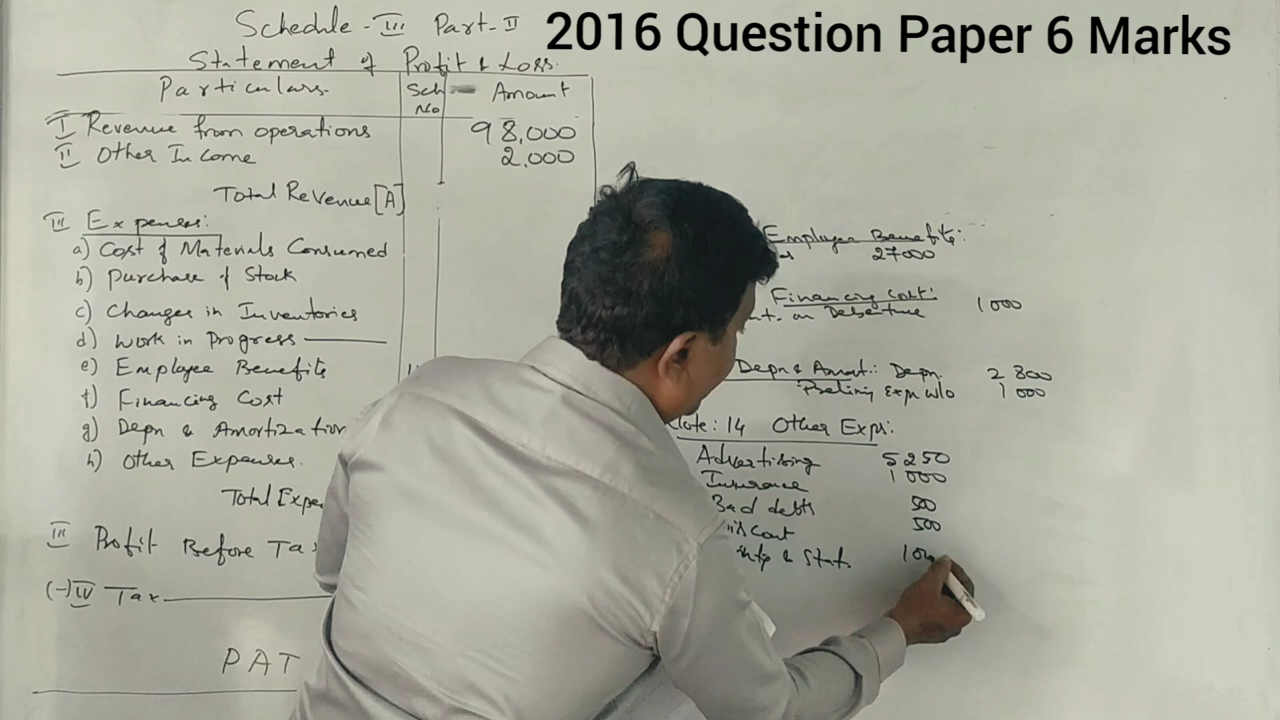 2016 Question Paper 6 Marks
Schedule - III Part - II
Statement of Profit & Loss
Particulars Sch No Amount
I Revenue from operations 98,000
II Other Income 2,000
Total Revenue [A]
III Expenses:
a) Cost of Materials Consumed
b) Purchase of Stock
c) Changes in Inventories
d) Work in Progress
e) Employee Benefits
f) Financing Cost
g) Depn & Amortization
h) Other Expenses.
Total Expe
III Profit Before Ta
(-) IV Tax
PAT
Employee Benefits:
27000
Financing Cost:
nt. on Debenture 1000
Depn & Amort.: Depn. 2800
Prelimy Expn w/o 1000
Note: 14 Other Exps:
Advertising 5250
Insurance 1000
Bad debts 500
500
& Stat.